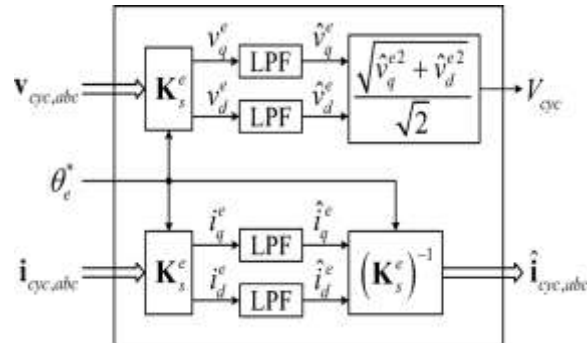 v_q^e LPF v̂_q^e
v_cyc,abc K_s^e √(v̂_q^e2 + v̂_d^e2) / √2 V_cyc
v_d^e LPF v̂_d^e
θ_e^*
i_q^e LPF î_q^e
i_cyc,abc K_s^e (K_s^e)^-1 î_cyc,abc
i_d^e LPF î_d^e